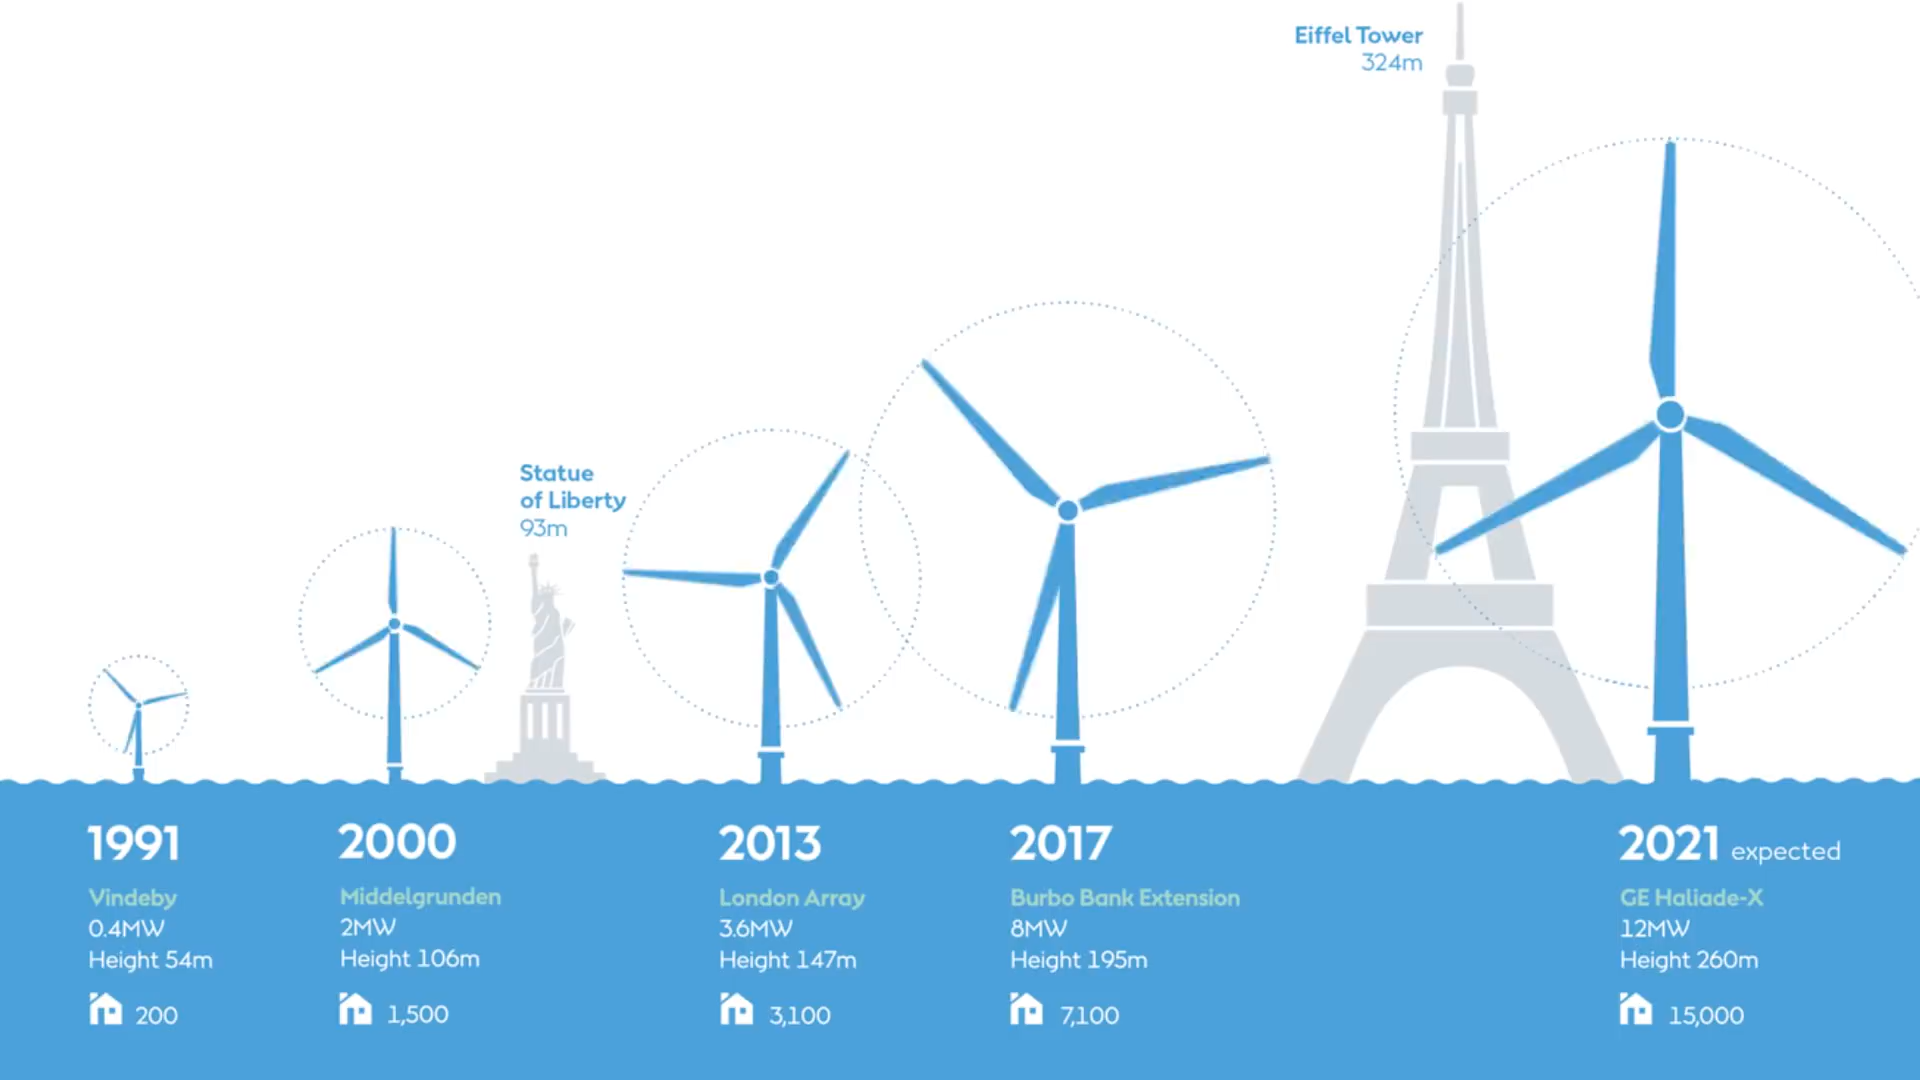 Eiffel Tower
324m
Statue
of Liberty
93m
1991
Vindeby
0.4MW
Height 54m
200
2000
Middelgrunden
2MW
Height 106m
1,500
2013
London Array
3.6MW
Height 147m
3,100
2017
Burbo Bank Extension
8MW
Height 195m
7,100
2021 expected
GE Haliade-X
12MW
Height 260m
15,000